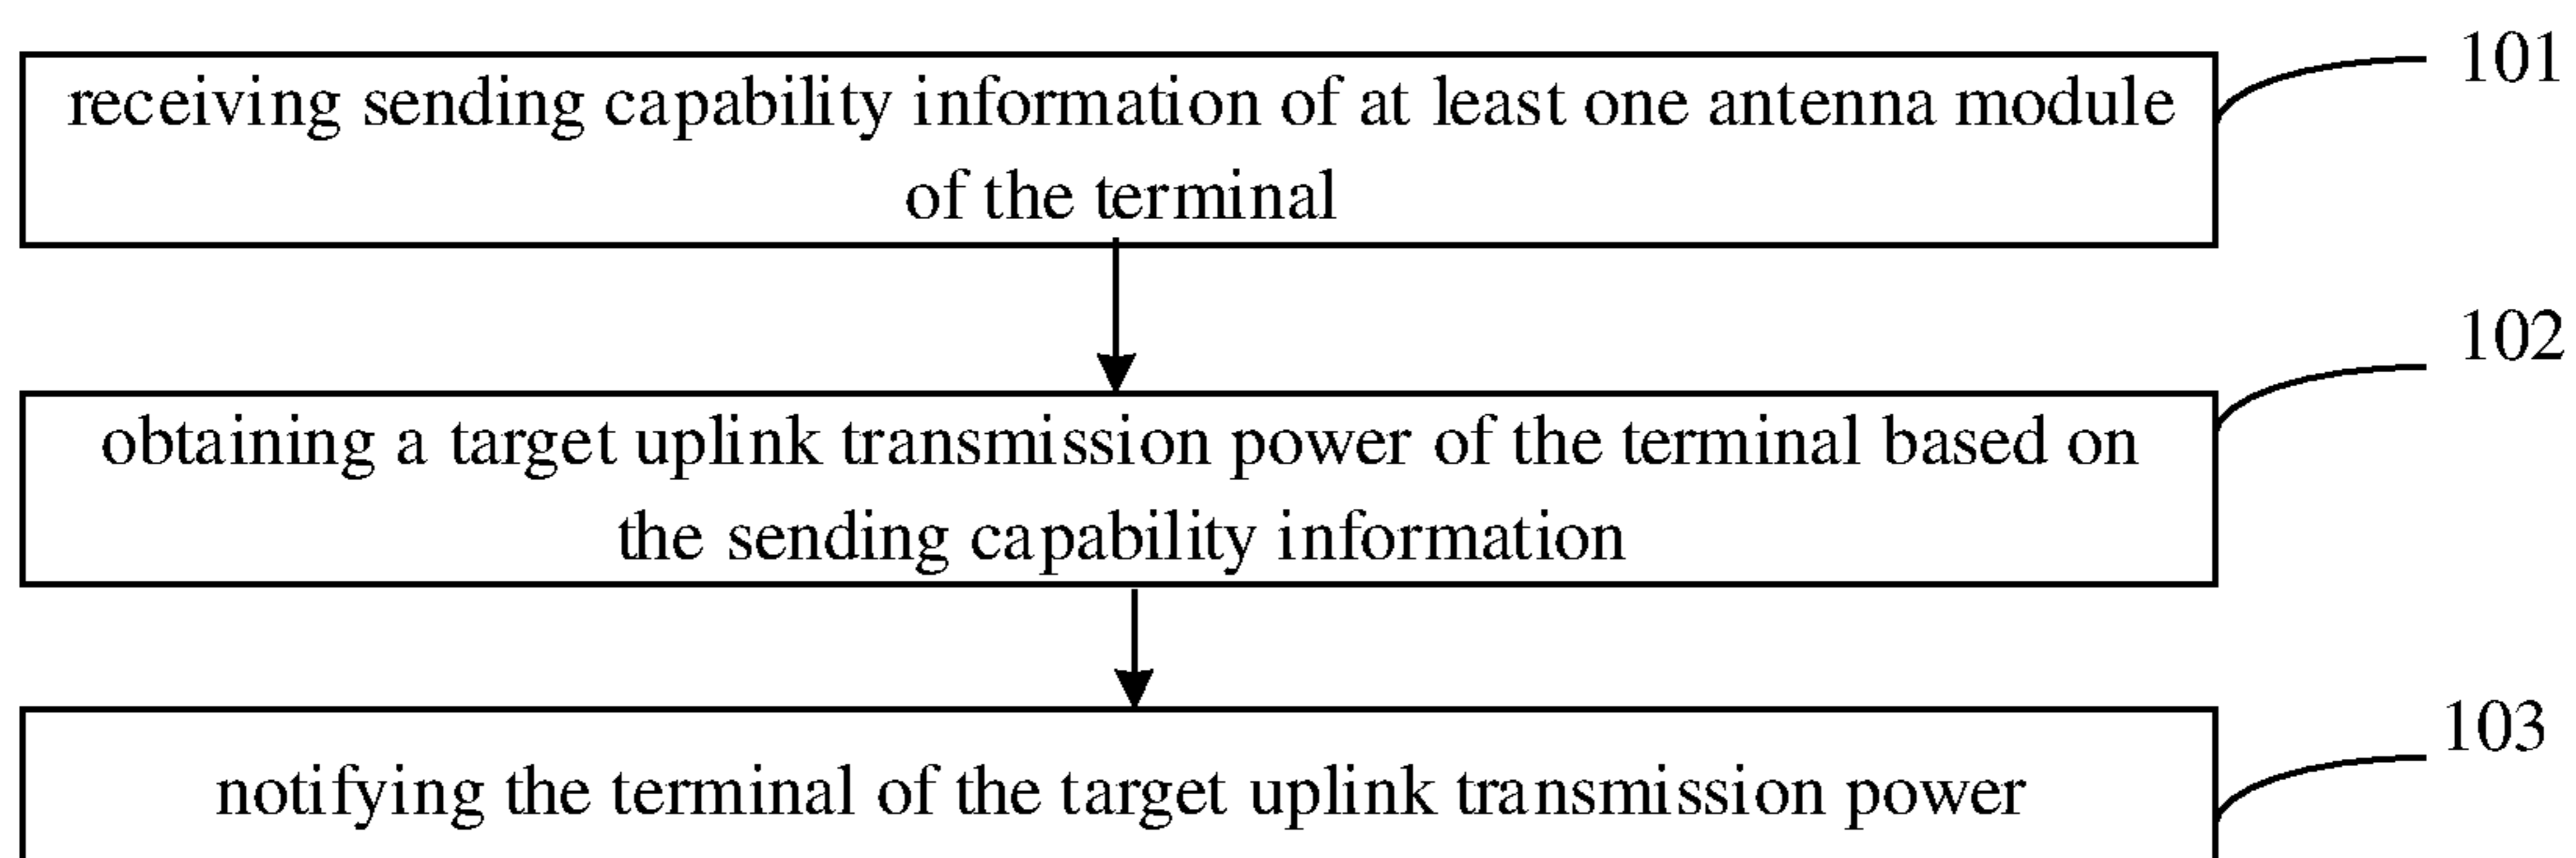 101
receiving sending capability information of at least one antenna module
of the terminal
102
obtaining a target uplink transmission power of the terminal based on
the sending capability information
103
notifying the terminal of the target uplink transmission power